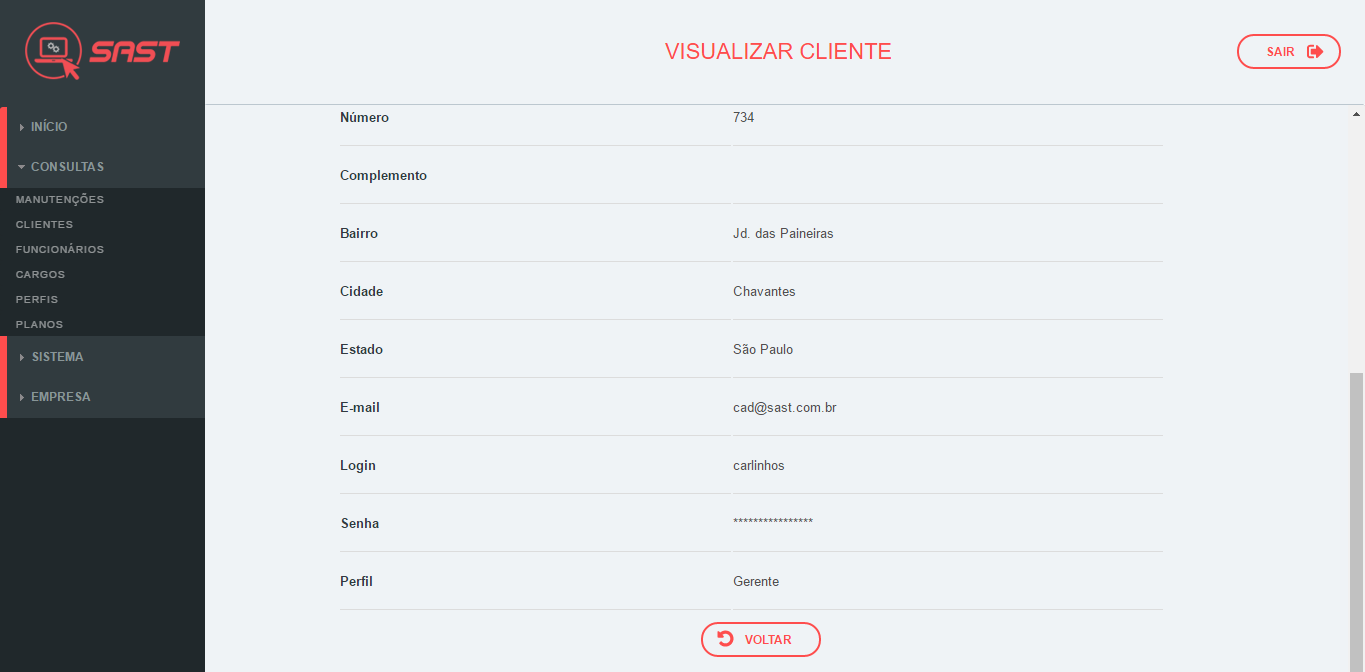 SAST
VISUALIZAR CLIENTE
SAIR
INÍCIO
CONSULTAS
MANUTENÇÕES
CLIENTES
FUNCIONÁRIOS
CARGOS
PERFIS
PLANOS
SISTEMA
EMPRESA
Número 734
Complemento
Bairro Jd. das Paineiras
Cidade Chavantes
Estado São Paulo
E-mail cad@sast.com.br
Login carlinhos
Senha ****************
Perfil Gerente
VOLTAR